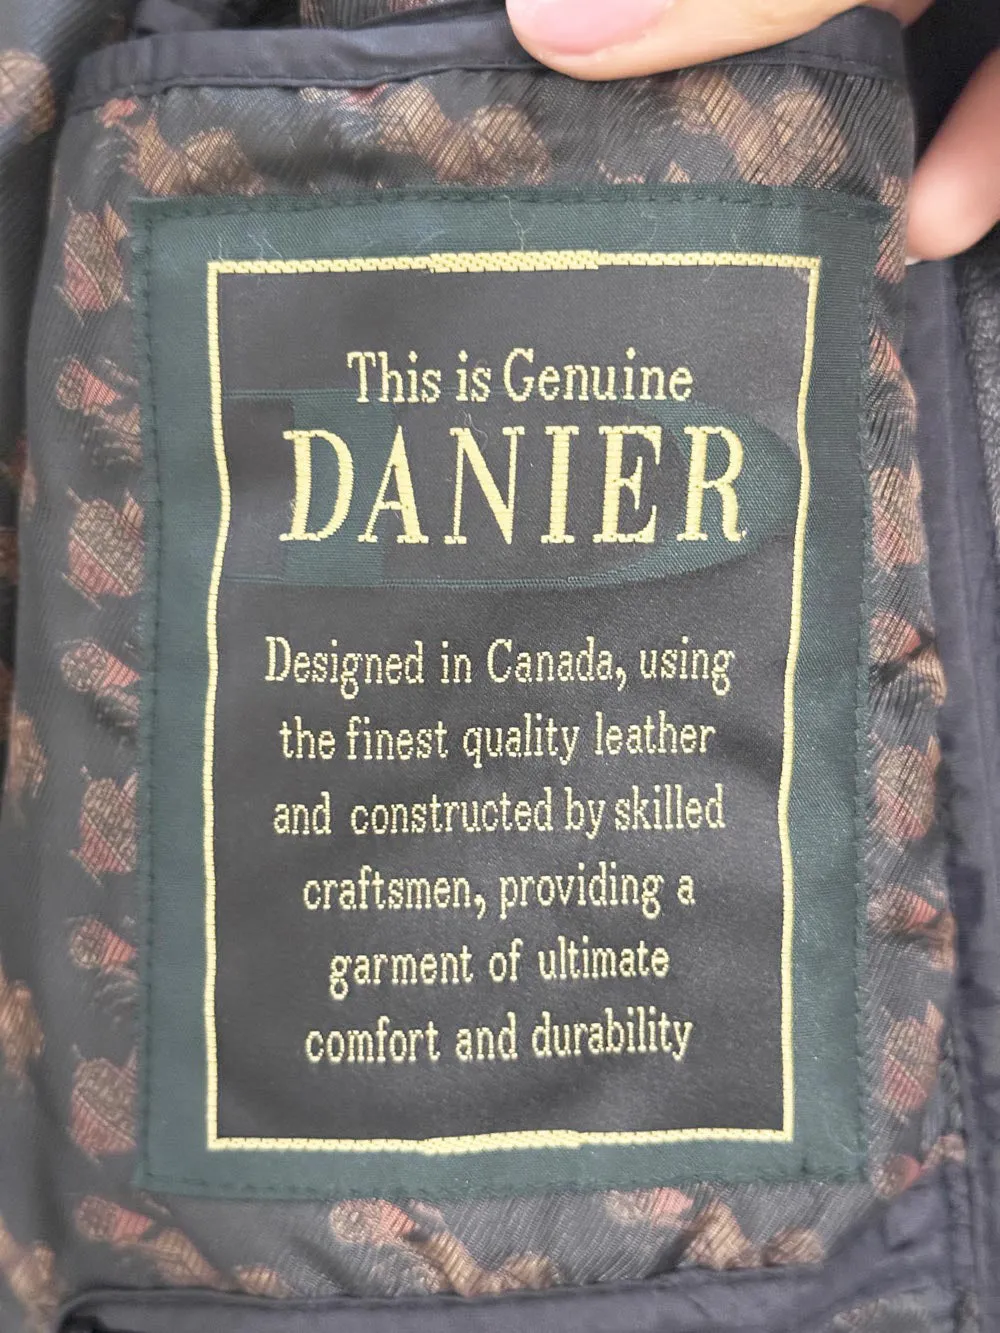 This is Genuine
DANIER
Designed in Canada, using
the finest quality leather
and constructed by skilled
craftsmen, providing a
garment of ultimate
comfort and durability